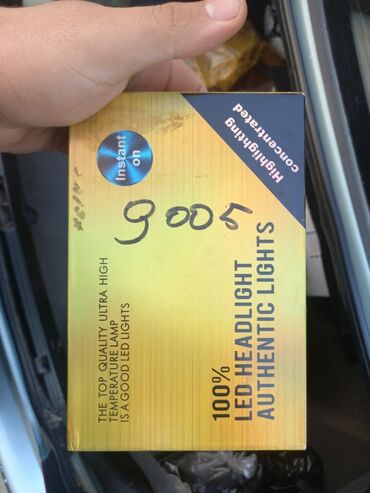 Highlighting
concentrated
Instant
on
9005
THE TOP QUALITY ULTRA HIGH
TEMPERATURE LAMP
IS A GOOD LED LIGHTS
100%
LED HEADLIGHT
AUTHENTIC LIGHTS